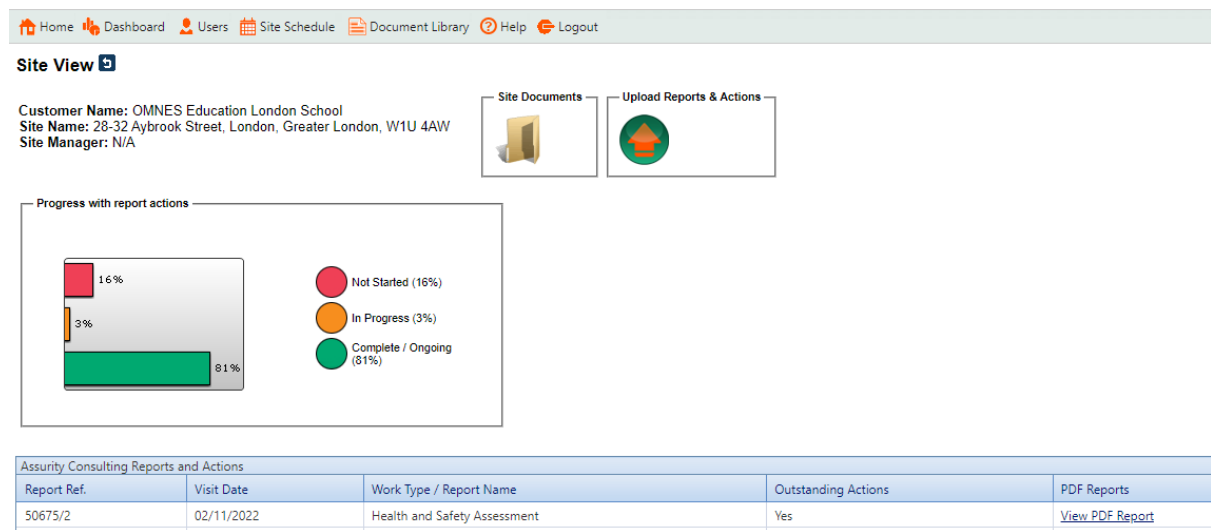 Home Dashboard Users Site Schedule Document Library Help Logout
Site View
Customer Name: OMNES Education London School
Site Name: 28-32 Aybrook Street, London, Greater London, W1U 4AW
Site Manager: N/A
Site Documents
Upload Reports & Actions
Progress with report actions
16%
3%
81%
Not Started (16%)
In Progress (3%)
Complete / Ongoing
(81%)
Assurity Consulting Reports and Actions
Report Ref. Visit Date Work Type / Report Name Outstanding Actions PDF Reports
50675/2 02/11/2022 Health and Safety Assessment Yes View PDF Report